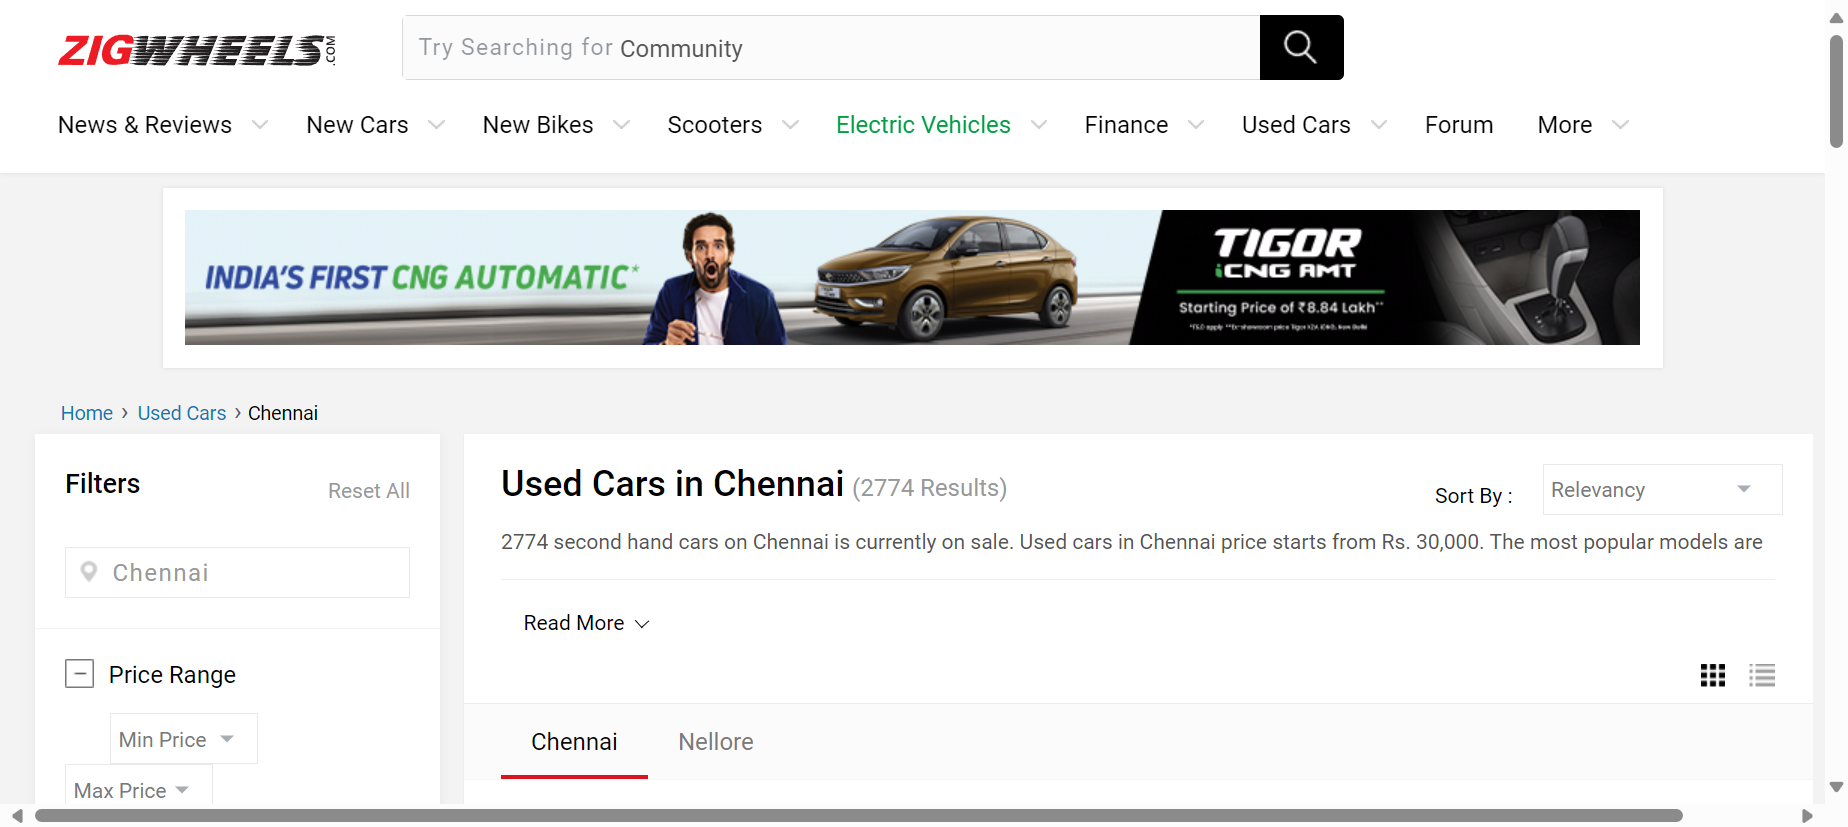 ZIGWHEELS.COM
Try Searching for Community
News & Reviews New Cars New Bikes Scooters Electric Vehicles Finance Used Cars Forum More
INDIA'S FIRST CNG AUTOMATIC*
TIGOR
iCNG AMT
Starting Price of ₹8.84 Lakh**
Home › Used Cars › Chennai
Filters
Reset All
Chennai
Price Range
Min Price
Max Price
Used Cars in Chennai (2774 Results)
Sort By : Relevancy
2774 second hand cars on Chennai is currently on sale. Used cars in Chennai price starts from Rs. 30,000. The most popular models are
Read More
Chennai Nellore